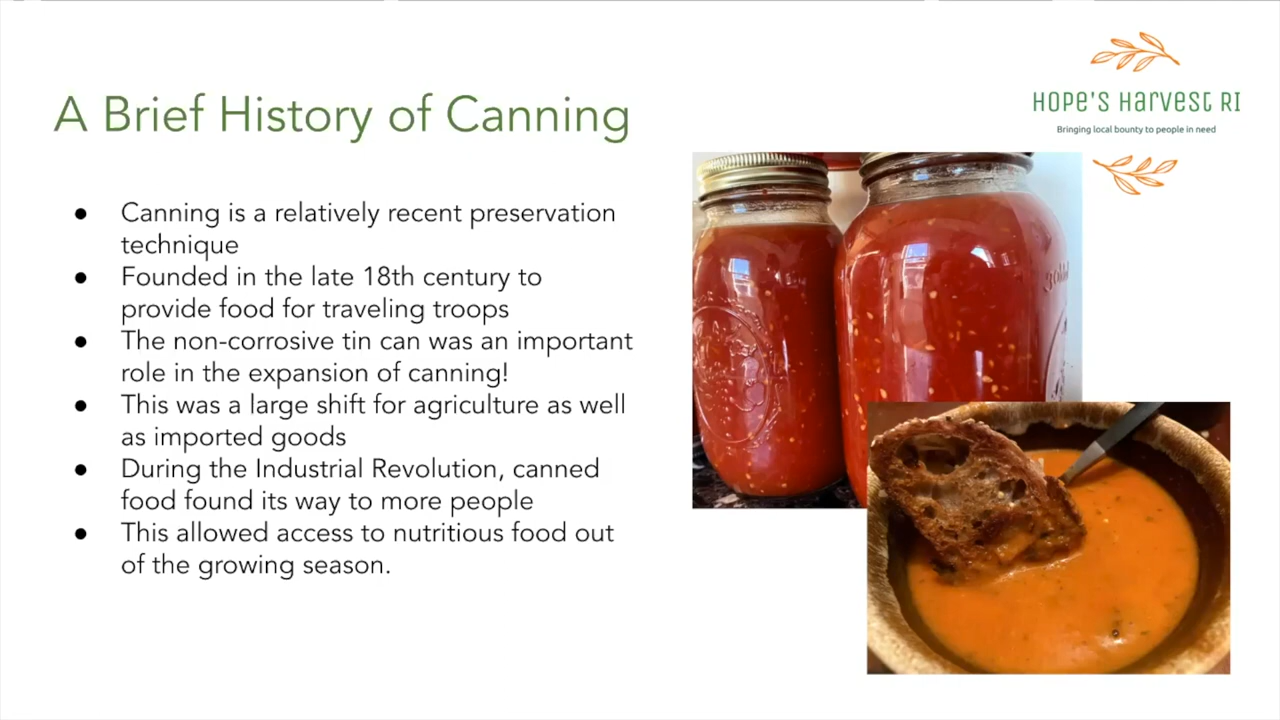 A Brief History of Canning
HOPE'S HARVEST RI
Bringing local bounty to people in need
● Canning is a relatively recent preservation
technique
● Founded in the late 18th century to
provide food for traveling troops
● The non-corrosive tin can was an important
role in the expansion of canning!
● This was a large shift for agriculture as well
as imported goods
● During the Industrial Revolution, canned
food found its way to more people
● This allowed access to nutritious food out
of the growing season.